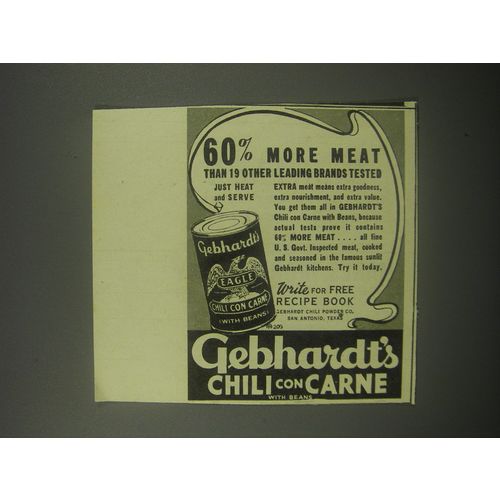 60% MORE MEAT
THAN 19 OTHER LEADING BRANDS TESTED
JUST HEAT
and SERVE
EXTRA meat means extra goodness,
extra nourishment, and extra value.
You get them all in GEBHARDT'S
Chili con Carne with Beans, because
actual tests prove it contains
60% MORE MEAT . . . . all fine
U. S. Govt. Inspected meat, cooked
and seasoned in the famous sunlit
Gebhardt kitchens. Try it today.
Gebhardt's
EAGLE
CHILI CON CARNE
(WITH BEANS)
Write FOR FREE
RECIPE BOOK
GEBHARDT CHILI POWDER CO.
SAN ANTONIO, TEXAS
Gebhardt's
CHILI CON CARNE
WITH BEANS